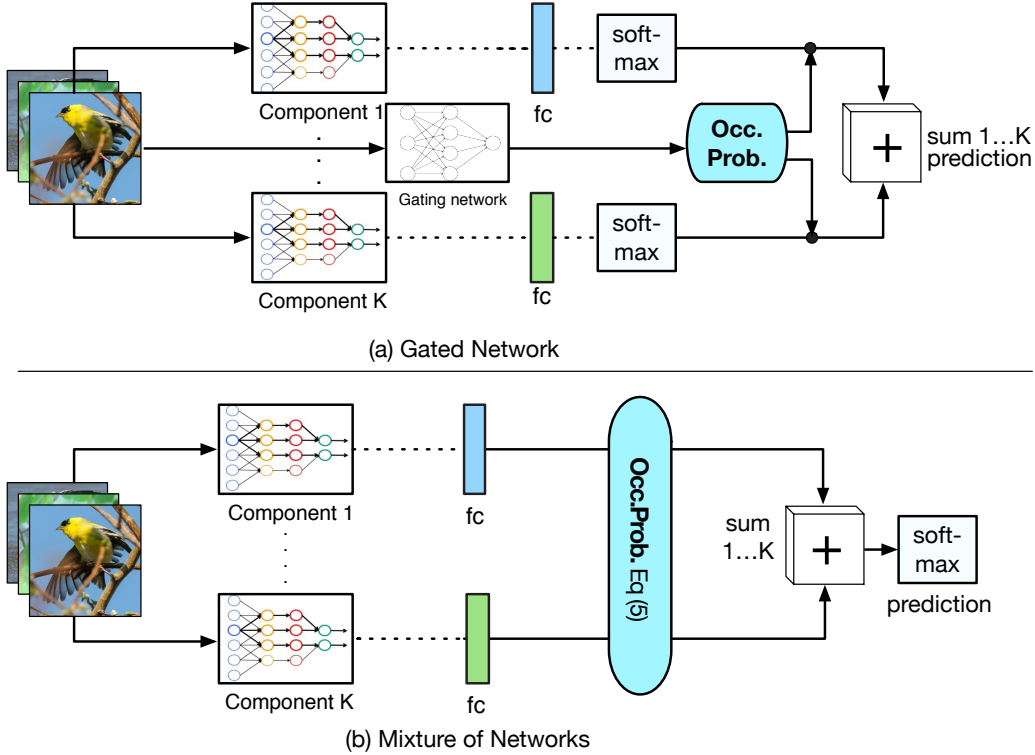 Component 1
fc
soft-
max
Gating network
Occ.
Prob.
+
sum 1...K
prediction
Component K
fc
soft-
max
(a) Gated Network
Component 1
fc
Occ.Prob. Eq (5)
sum
1...K
+
soft-
max
prediction
Component K
fc
(b) Mixture of Networks